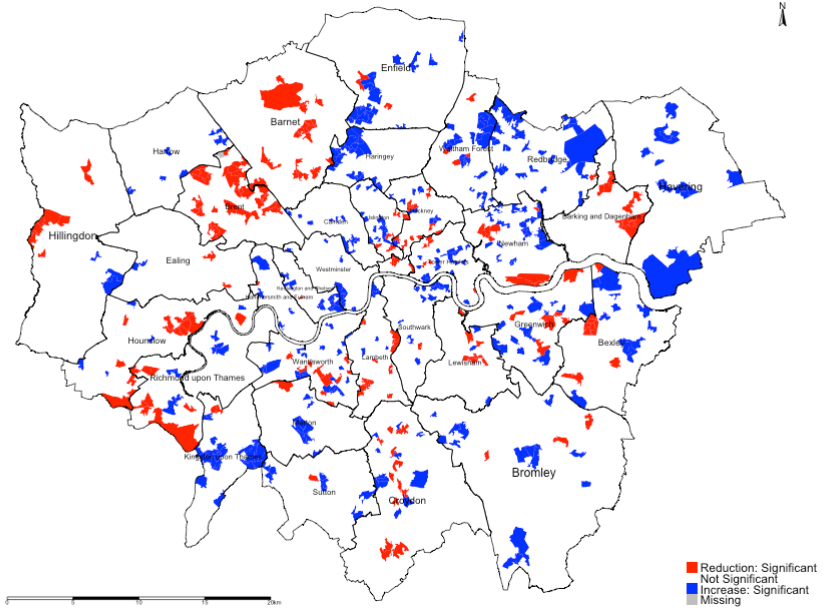 N
Enfield
Barnet
Harrow
Haringey
Waltham Forest
Redbridge
Havering
Brent
Camden
Islington
Hackney
Barking and Dagenham
Hillingdon
Ealing
Newham
Westminster
Tower Hamlets
Kensington and Chelsea
Hammersmith and Fulham
Hounslow
Southwark
Greenwich
Bexley
Wandsworth
Lambeth
Lewisham
Richmond upon Thames
Merton
Kingston upon Thames
Bromley
Sutton
Croydon
Reduction: Significant
Not Significant
Increase: Significant
Missing
0 5 10 15 20km